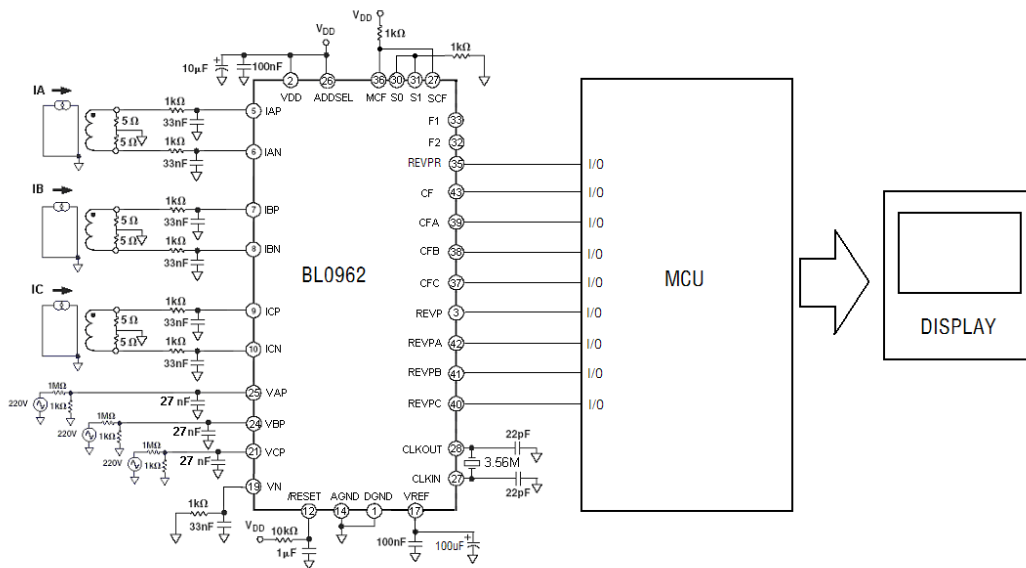 VDD
1kΩ
1kΩ
VDD
10μF + 100nF
2 26 36 30 31 27
VDD ADDSEL MCF S0 S1 SCF
IA
1kΩ
5 IAP
33nF
5 Ω
5 Ω
1kΩ
6 IAN
33nF
IB
1kΩ
7 IBP
33nF
5 Ω
5 Ω
1kΩ
8 IBN
33nF
IC
1kΩ
9 ICP
33nF
5 Ω
5 Ω
1kΩ
10 ICN
33nF
1MΩ
25 VAP
220V
1kΩ
27 nF
1MΩ
24 VBP
220V
1kΩ
27 nF
1MΩ
21 VCP
220V
1kΩ
27 nF
19 VN
1kΩ
33nF
BL0962
F1 33
F2 32
REVPR 35 I/O
CF 43 I/O
CFA 39 I/O
CFB 38 I/O
CFC 37 I/O
REVP 3 I/O
REVPA 42 I/O
REVPB 41 I/O
REVPC 40 I/O
CLKOUT 28
22pF
3.56M
CLKIN 27
22pF
/RESET AGND DGND VREF
12 14 1 17
VDD
10kΩ
1μF
100nF
+
100uF
MCU
DISPLAY